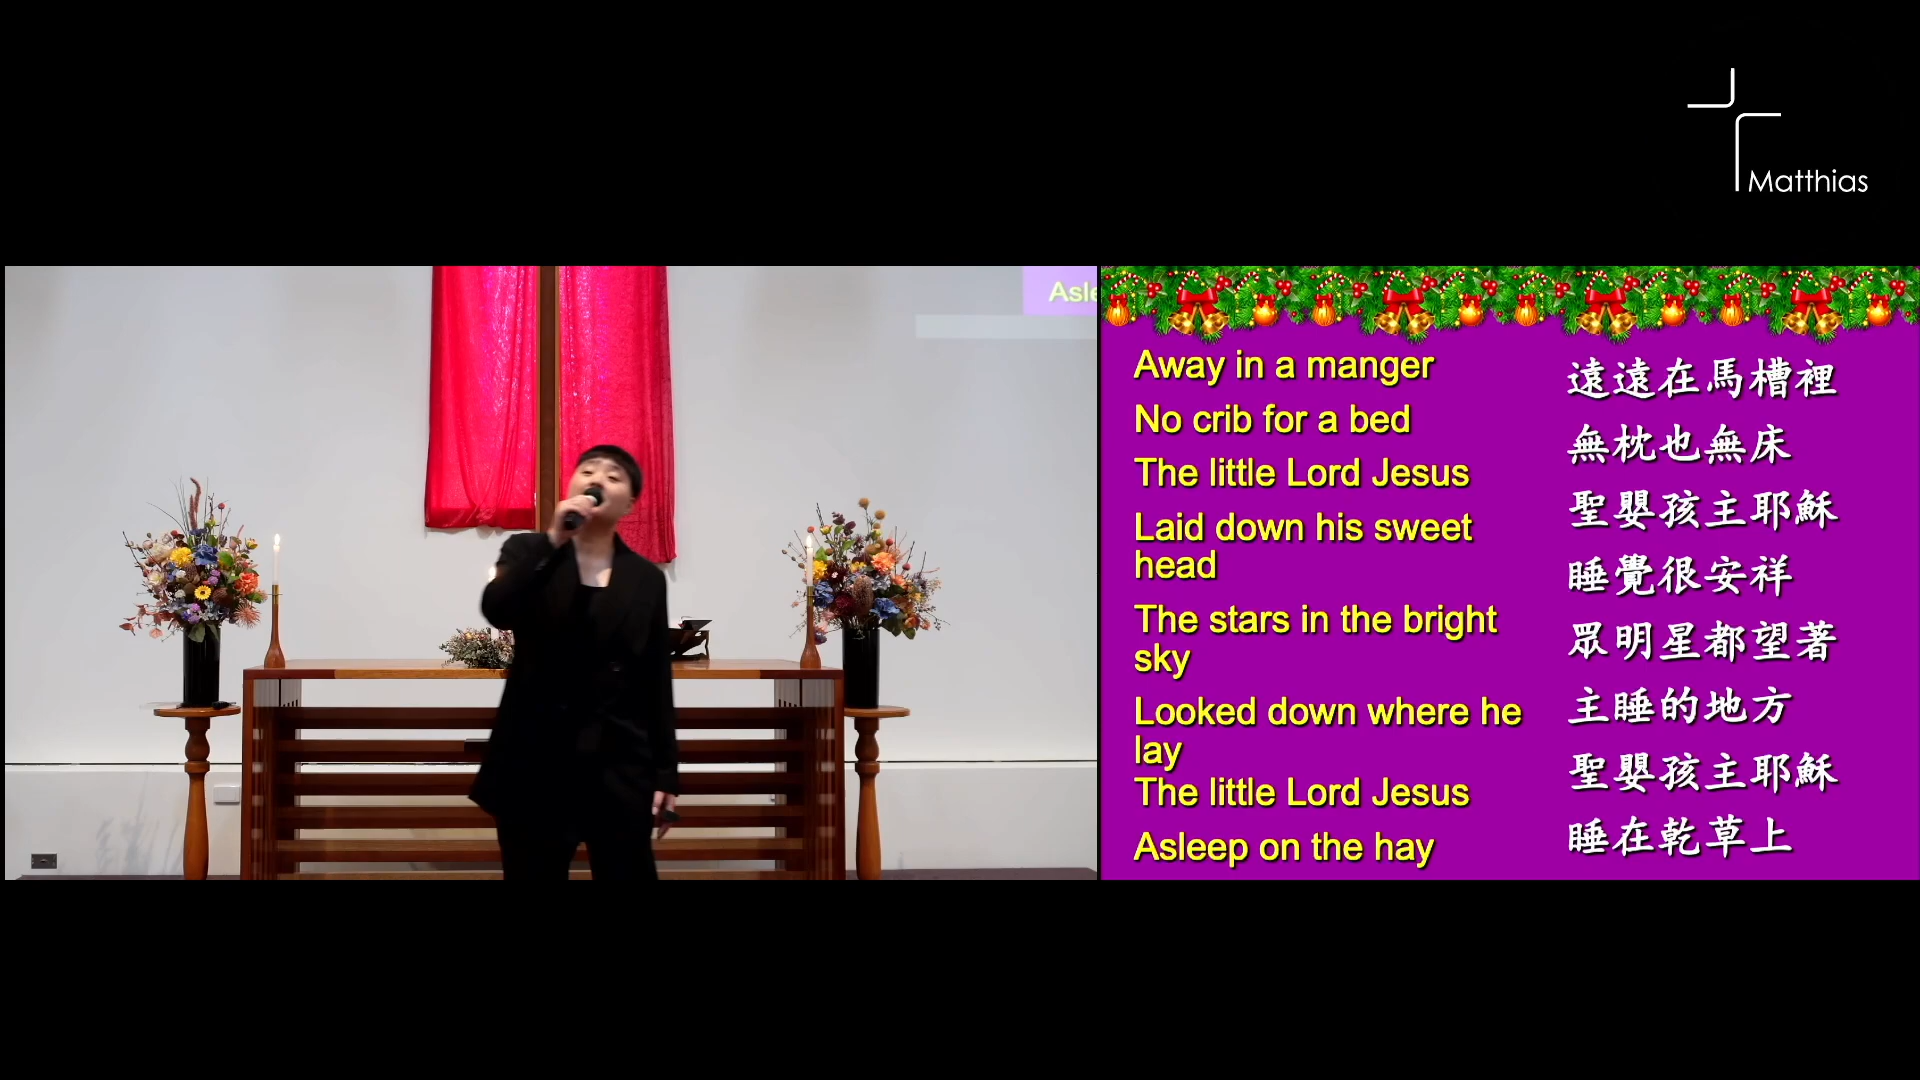 Matthias
Asle
Away in a manger
No crib for a bed
The little Lord Jesus
Laid down his sweet
head
The stars in the bright
sky
Looked down where he
lay
The little Lord Jesus
Asleep on the hay
遠遠在馬槽裡
無枕也無床
聖嬰孩主耶穌
睡覺很安祥
眾明星都望著
主睡的地方
聖嬰孩主耶穌
睡在乾草上